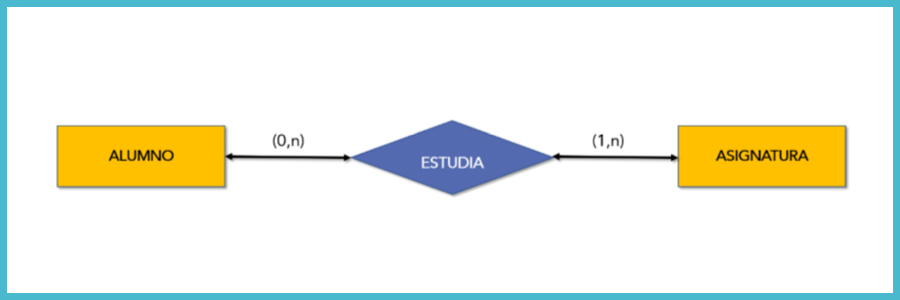 (0,n)
(1,n)
ALUMNO
ESTUDIA
ASIGNATURA